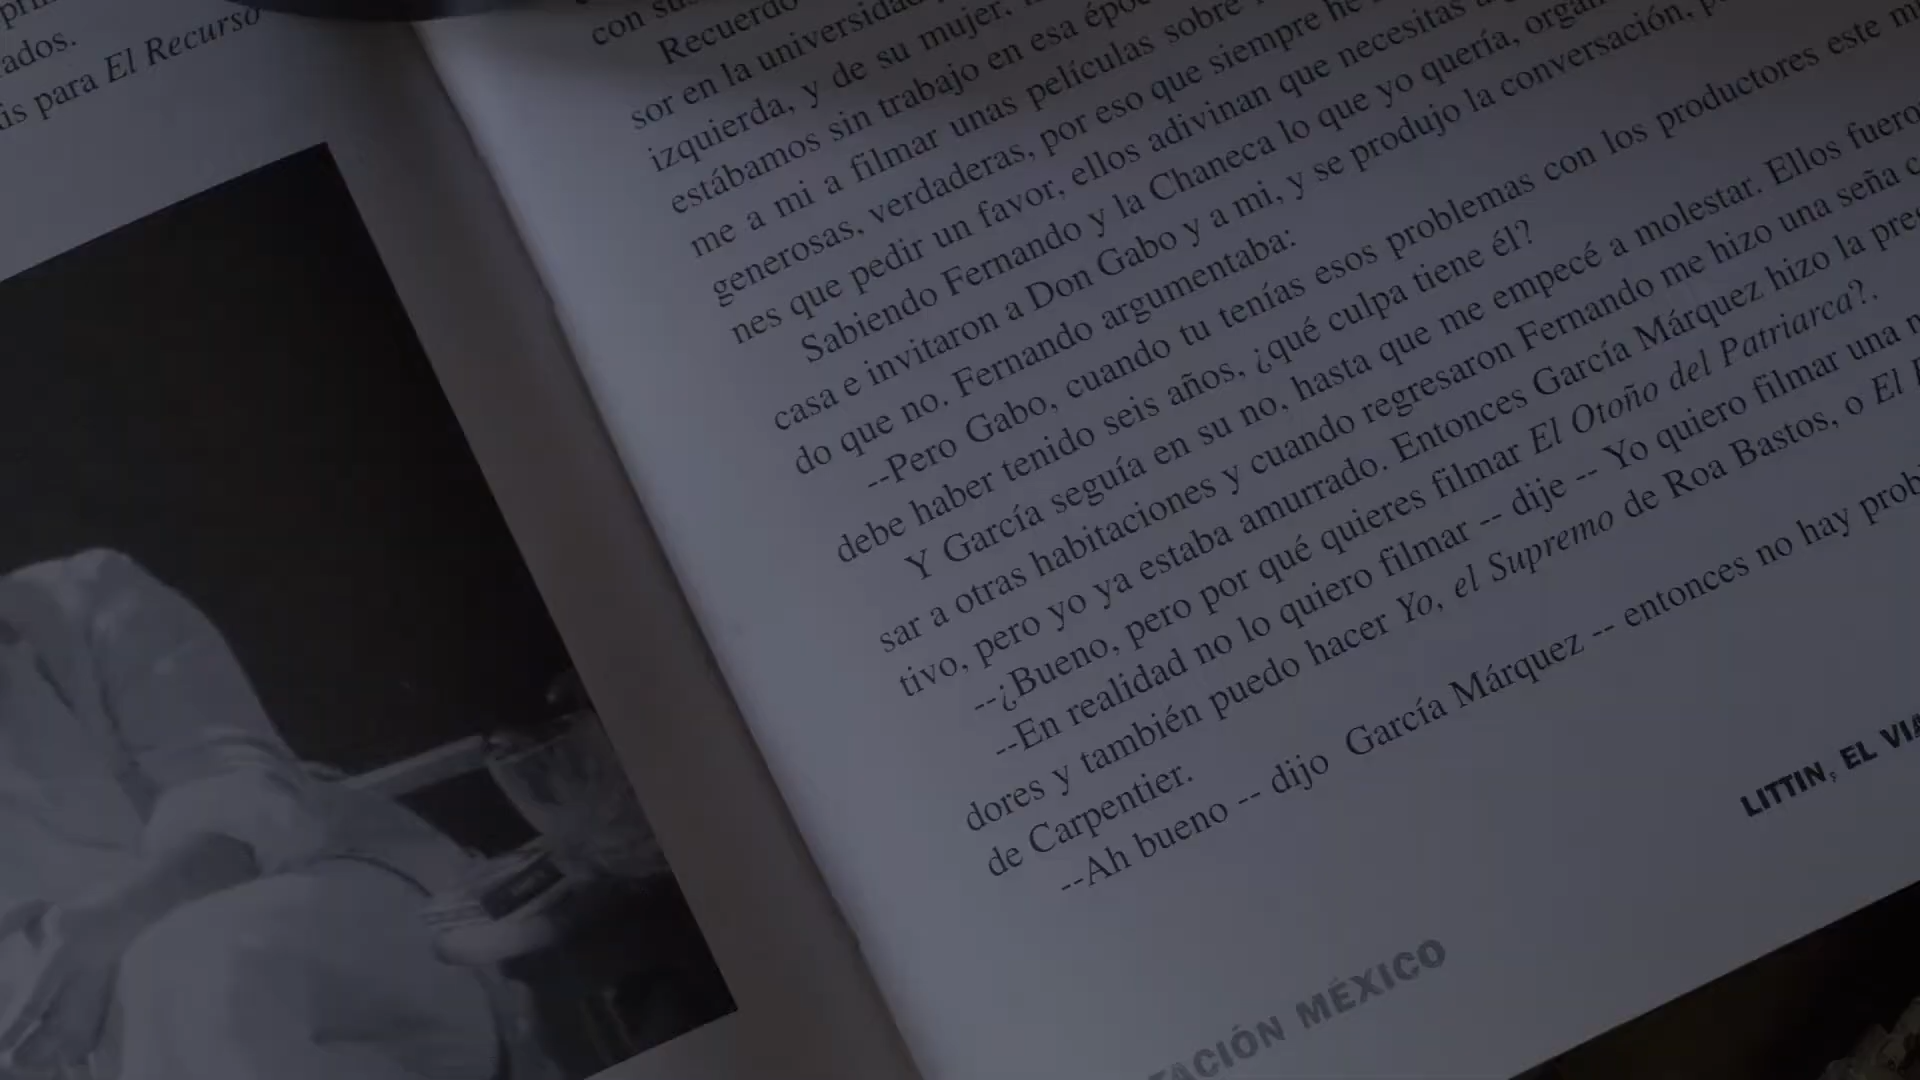 ados.
is para El Recurso
con sus
Recuerdo
sor en la universidad
izquierda, y de su mujer,
estábamos sin trabajo en esa époc
me a mi a filmar unas películas sobre
generosas, verdaderas, por eso que siempre he
nes que pedir un favor, ellos adivinan que necesitas
Sabiendo Fernando y la Chaneca lo que yo quería, organ
casa e invitaron a Don Gabo y a mi, y se produjo la conversación,
do que no. Fernando argumentaba:
--Pero Gabo, cuando tu tenías esos problemas con los productores este
debe haber tenido seis años, ¿qué culpa tiene él?
Y García seguía en su no, hasta que me empecé a molestar. Ellos fuero
sar a otras habitaciones y cuando regresaron Fernando me hizo una seña c
tivo, pero yo ya estaba amurrado. Entonces García Márquez hizo la preg
--¿Bueno, pero por qué quieres filmar El Otoño del Patriarca?.
--En realidad no lo quiero filmar -- dije -- Yo quiero filmar una
dores y también puedo hacer Yo, el Supremo de Roa Bastos, o El
de Carpentier.
--Ah bueno -- dijo García Márquez -- entonces no hay prob
LITTIN, EL VIA
TACIÓN MÉXICO